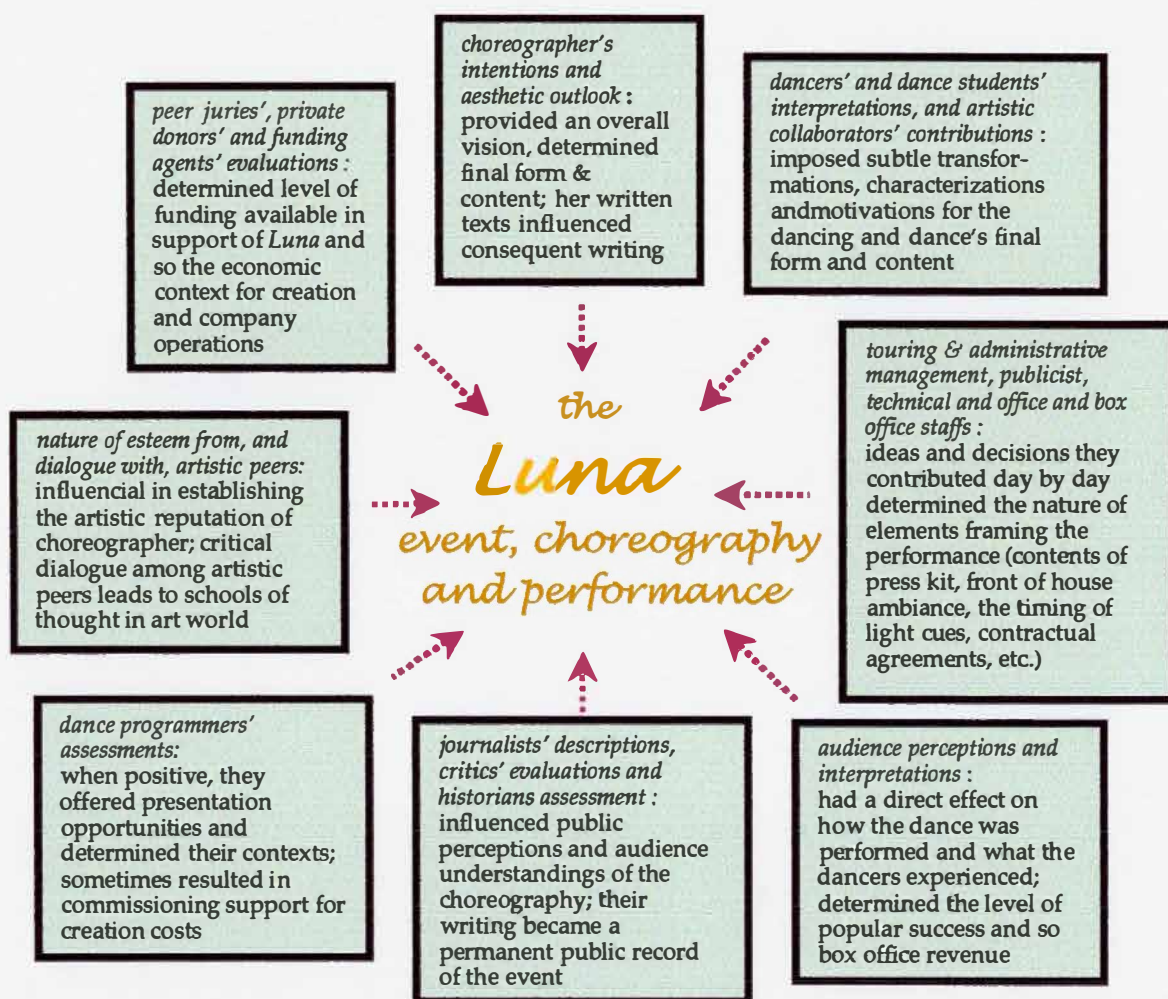 choreographer's
intentions and
aesthetic outlook :
provided an overall
vision, determined
final form &
content; her written
texts influenced
consequent writing
dancers' and dance students'
interpretations, and artistic
collaborators' contributions :
imposed subtle transfor-
mations, characterizations
andmotivations for the
dancing and dance's final
form and content
peer juries', private
donors' and funding
agents' evaluations :
determined level of
funding available in
support of Luna and
so the economic
context for creation
and company
operations
touring & administrative
management, publicist,
technical and office and box
office staffs :
ideas and decisions they
contributed day by day
determined the nature of
elements framing the
performance (contents of
press kit, front of house
ambiance, the timing of
light cues, contractual
agreements, etc.)
the
Luna
event, choreography
and performance
nature of esteem from, and
dialogue with, artistic peers:
influencial in establishing
the artistic reputation of
choreographer; critical
dialogue among artistic
peers leads to schools of
thought in art world
dance programmers'
assessments:
when positive, they
offered presentation
opportunities and
determined their contexts;
sometimes resulted in
commissioning support for
creation costs
journalists' descriptions,
critics' evaluations and
historians assessment :
influenced public
perceptions and audience
understandings of the
choreography; their
writing became a
permanent public record
of the event
audience perceptions and
interpretations :
had a direct effect on
how the dance was
performed and what the
dancers experienced;
determined the level of
popular success and so
box office revenue